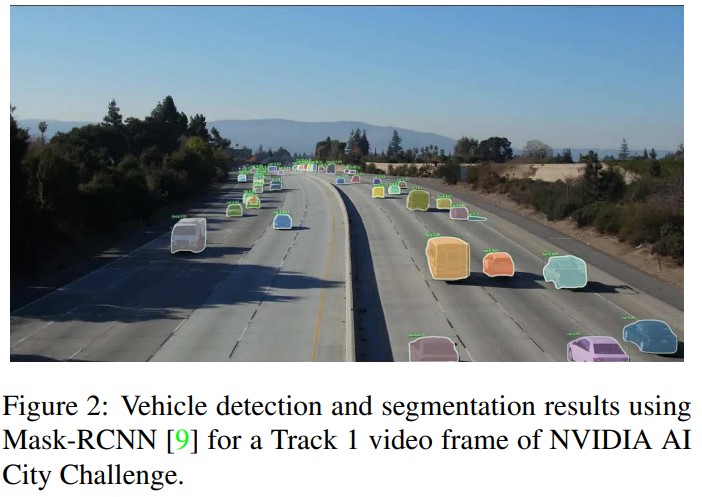 Figure 2: Vehicle detection and segmentation results using
Mask-RCNN [9] for a Track 1 video frame of NVIDIA AI
City Challenge.